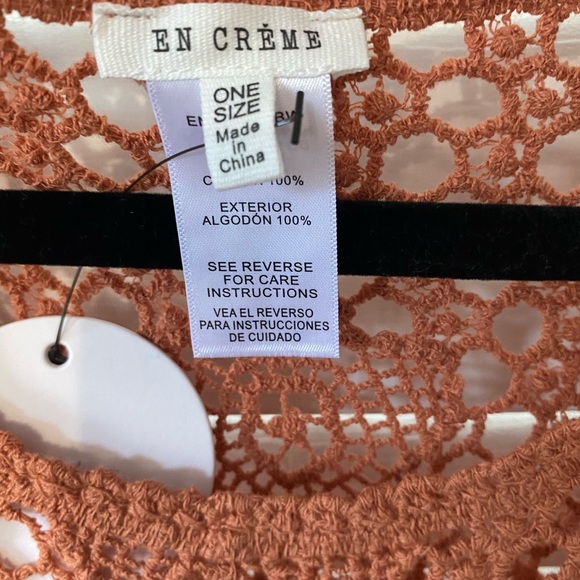 EN CRÈME
ONE
SIZE
Made
in
China
100%
EXTERIOR
ALGODÓN 100%
SEE REVERSE
FOR CARE
INSTRUCTIONS
VEA EL REVERSO
PARA INSTRUCCIONES
DE CUIDADO